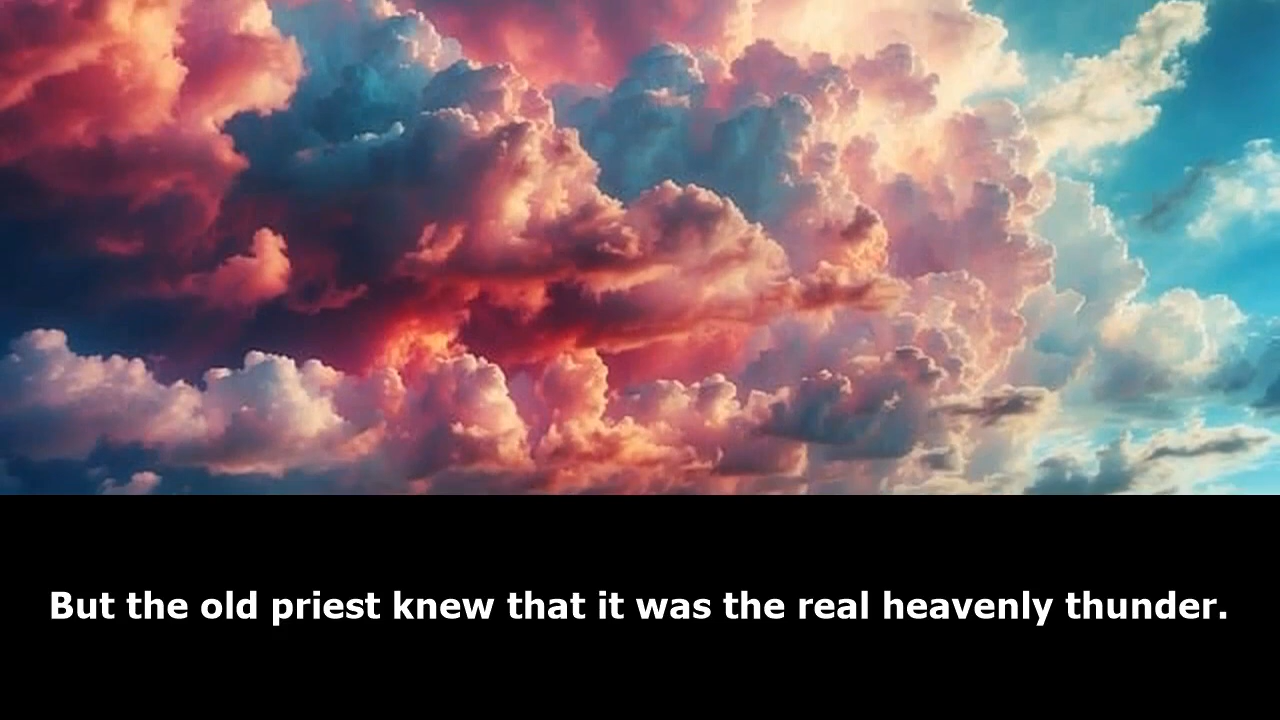 But the old priest knew that it was the real heavenly thunder.